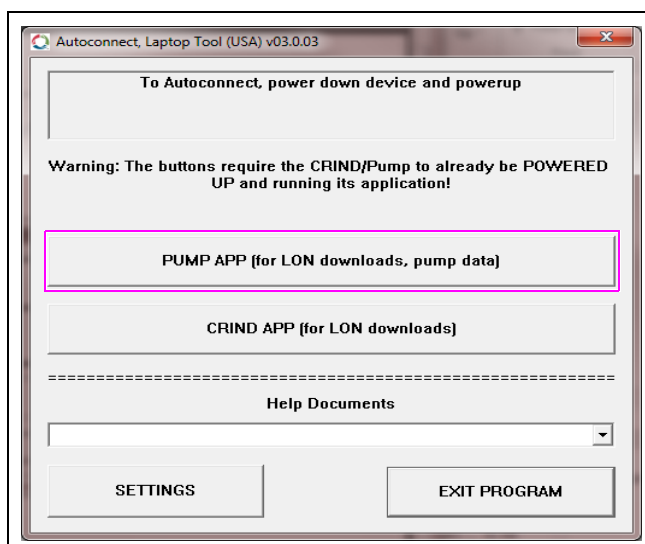 Autoconnect, Laptop Tool (USA) v03.0.03
To Autoconnect, power down device and powerup
Warning: The buttons require the CRIND/Pump to already be POWERED
UP and running its application!
PUMP APP (for LON downloads, pump data)
CRIND APP (for LON downloads)
===========================================================
Help Documents
SETTINGS
EXIT PROGRAM